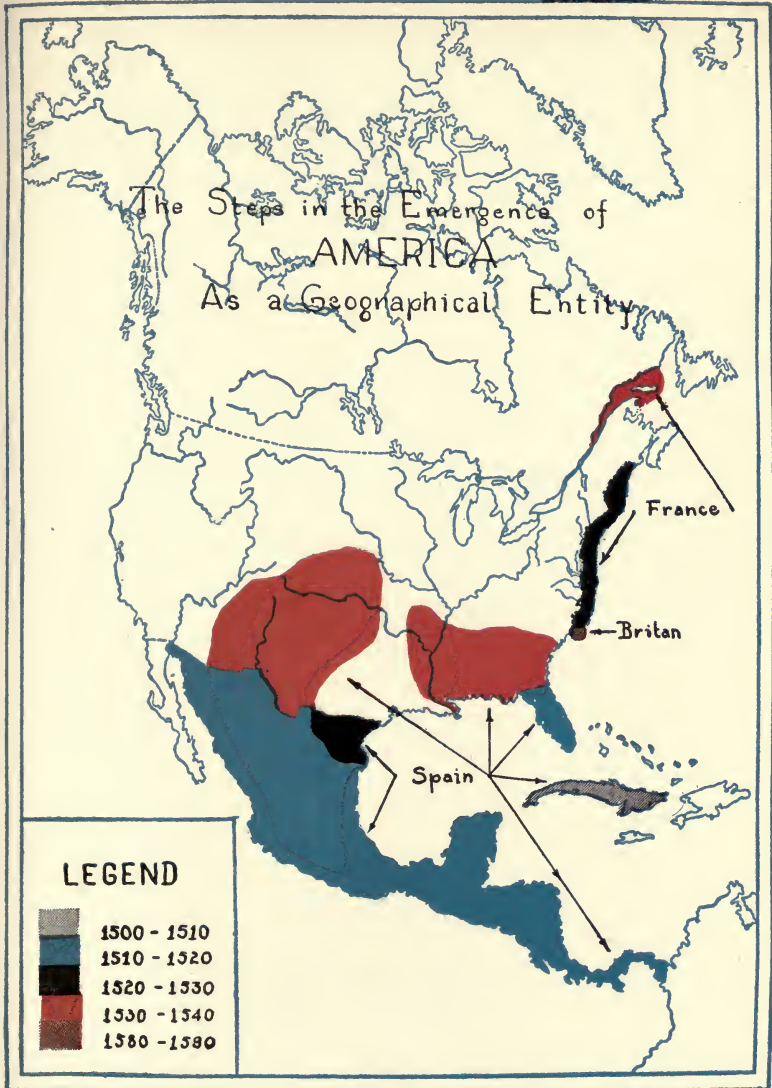 The Steps in the Emergence of
AMERICA
As a Geographical Entity
France
Britan
Spain
LEGEND
1500 - 1510
1510 - 1520
1520 - 1530
1530 - 1540
1580 - 1580